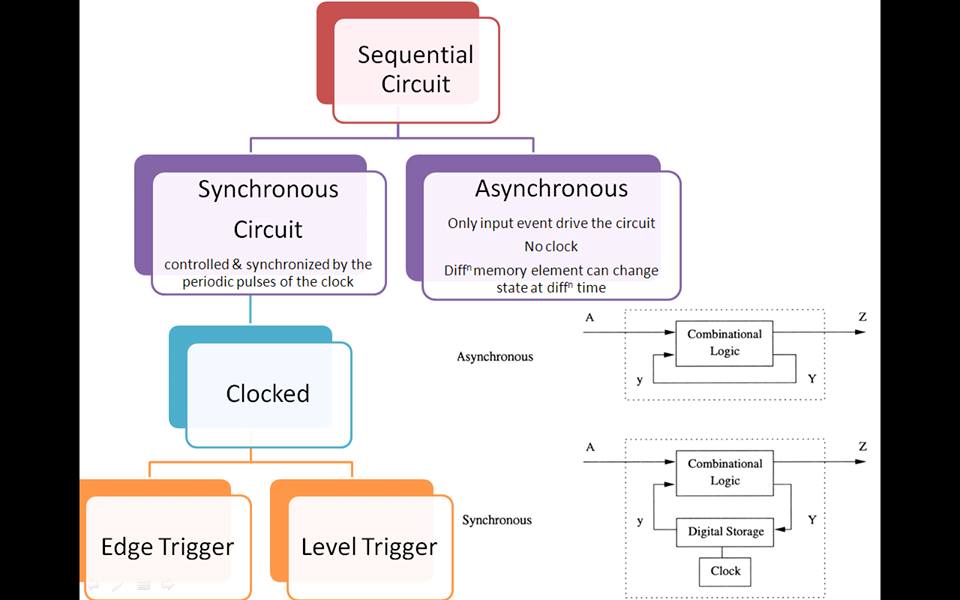 Sequential
Circuit
Synchronous
Circuit
controlled & synchronized by the
periodic pulses of the clock
Asynchronous
Only input event drive the circuit
No clock
Diffⁿ memory element can change
state at diffⁿ time
Clocked
Edge Trigger
Level Trigger
Asynchronous
A
Combinational
Logic
Z
y
Y
Synchronous
A
Combinational
Logic
Z
y
Y
Digital Storage
Clock